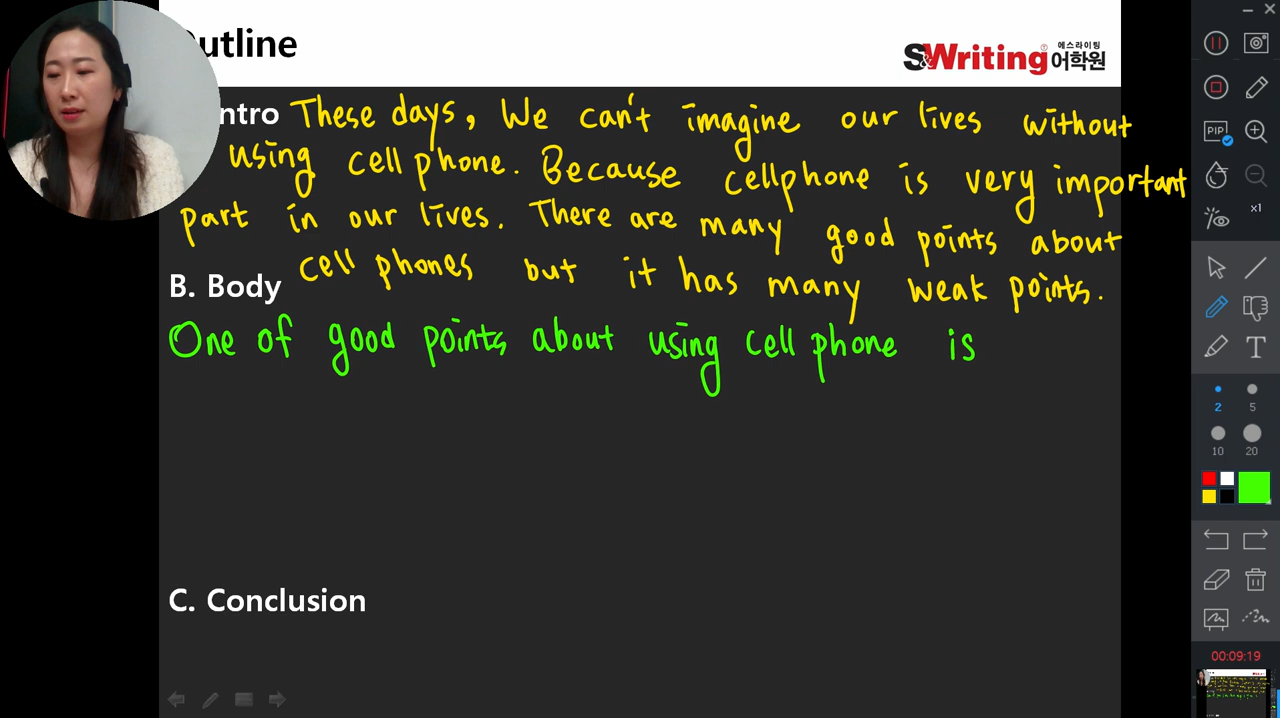 utline
S&Writing 에스라이팅 어학원
ntro These days, We can't imagine our lives without
using cell phone. Because cellphone is very important
part in our lives. There are many good points about
cell phones but it has many weak points.
B. Body
One of good points about using cell phone is
C. Conclusion
PIP
x1
T
2 5
10 20
00:09:19